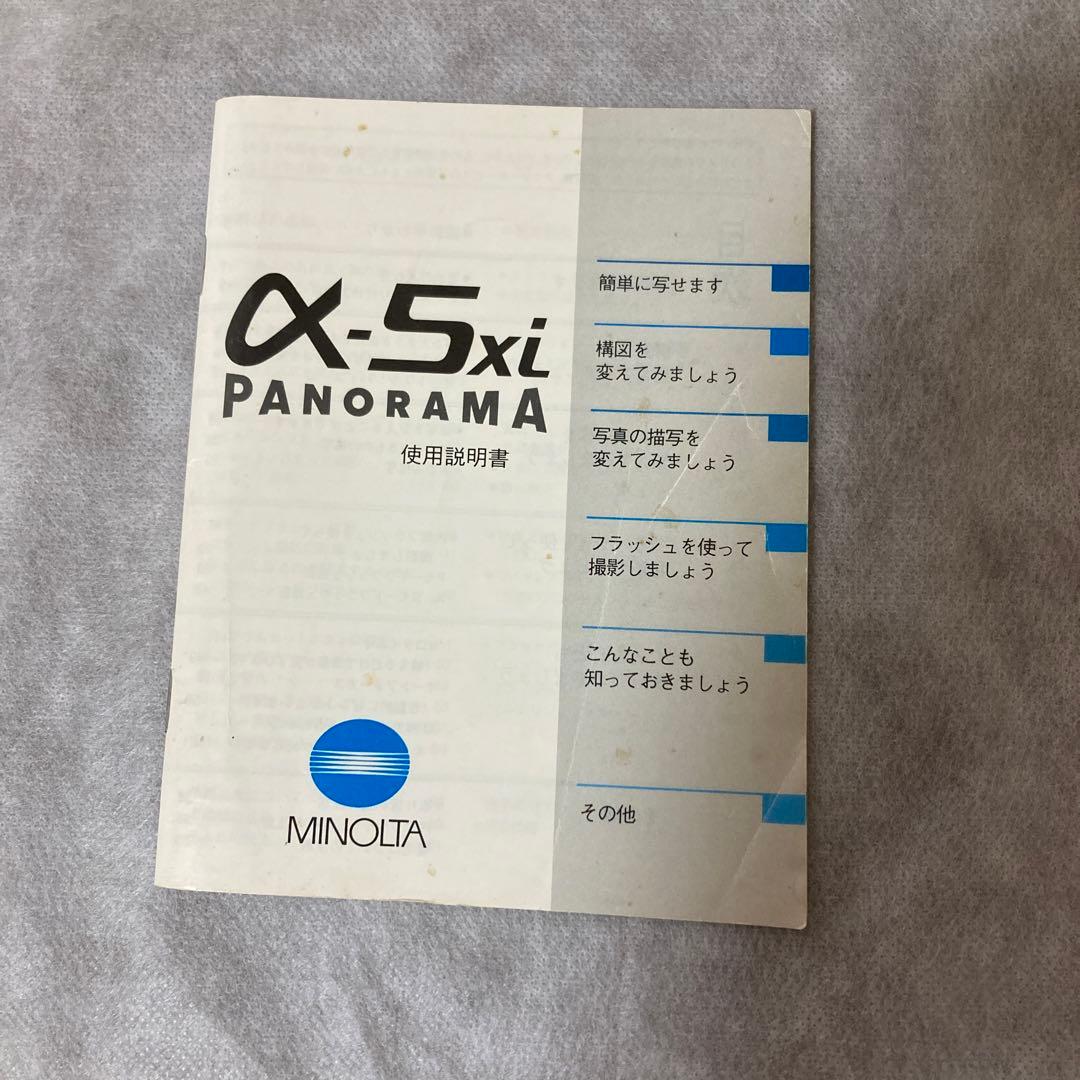 α-5xi
PANORAMA
使用説明書
MINOLTA
簡単に写せます
構図を
変えてみましょう
写真の描写を
変えてみましょう
フラッシュを使って
撮影しましょう
こんなことも
知っておきましょう
その他